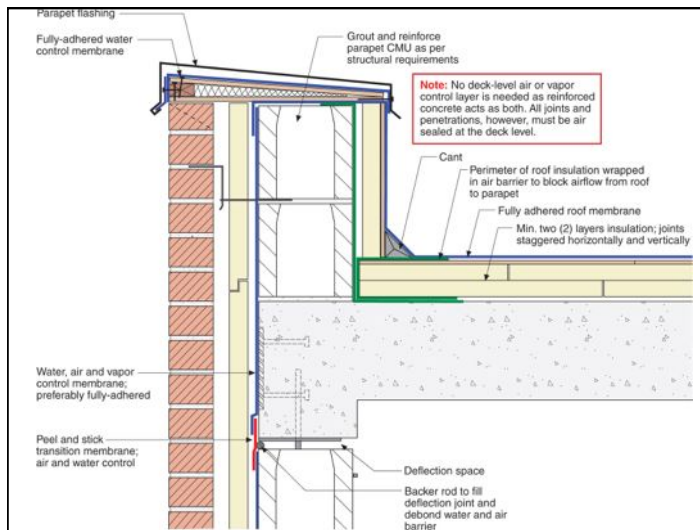 Parapet flashing
Fully-adhered water
control membrane
Grout and reinforce
parapet CMU as per
structural requirements
Note: No deck-level air or vapor
control layer is needed as reinforced
concrete acts as both. All joints and
penetrations, however, must be air
sealed at the deck level.
Cant
Perimeter of roof insulation wrapped
in air barrier to block airflow from roof
to parapet
Fully adhered roof membrane
Min. two (2) layers insulation; joints
staggered horizontally and vertically
Water, air and vapor
control membrane;
preferably fully-adhered
Peel and stick
transition membrane;
air and water control
Deflection space
Backer rod to fill
deflection joint and
debond water and air
barrier